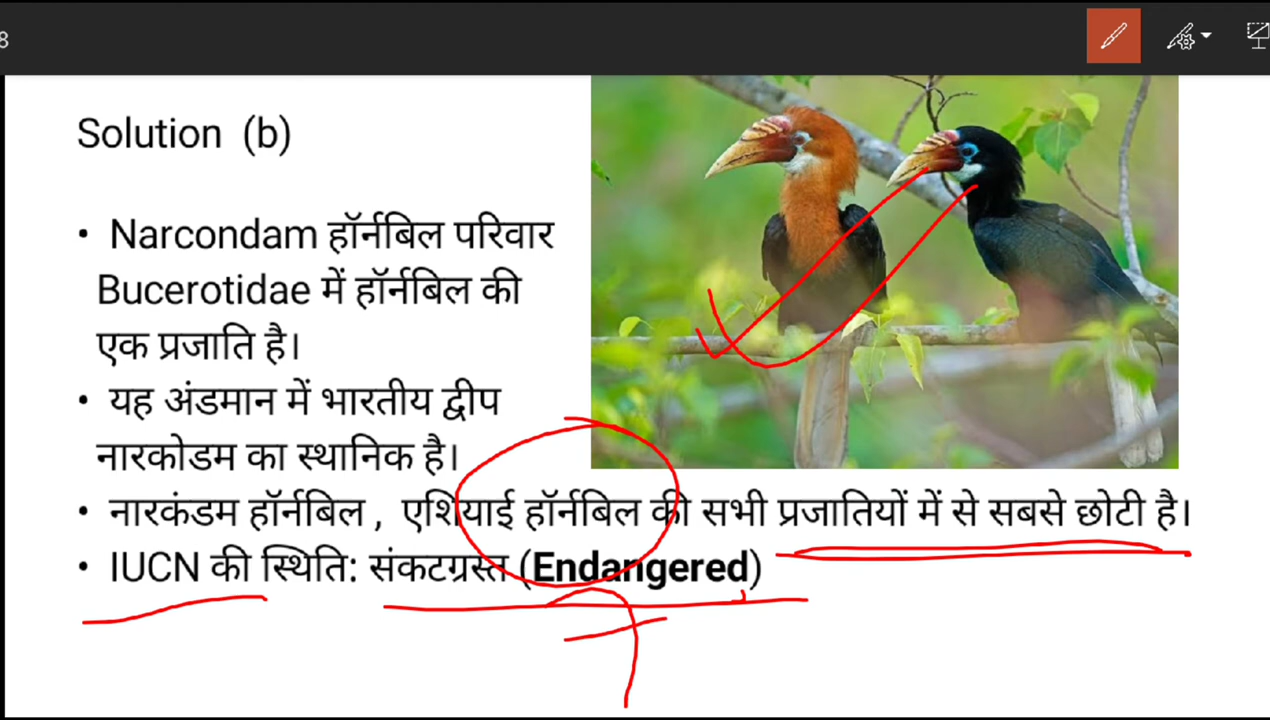 8
Solution (b)
• Narcondam हॉर्नबिल परिवार
Bucerotidae में हॉर्नबिल की
एक प्रजाति है।
• यह अंडमान में भारतीय द्वीप
नारकोडम का स्थानिक है।
• नारकंडम हॉर्नबिल , एशियाई हॉर्नबिल की सभी प्रजातियों में से सबसे छोटी है।
• IUCN की स्थिति: संकटग्रस्त (Endangered)